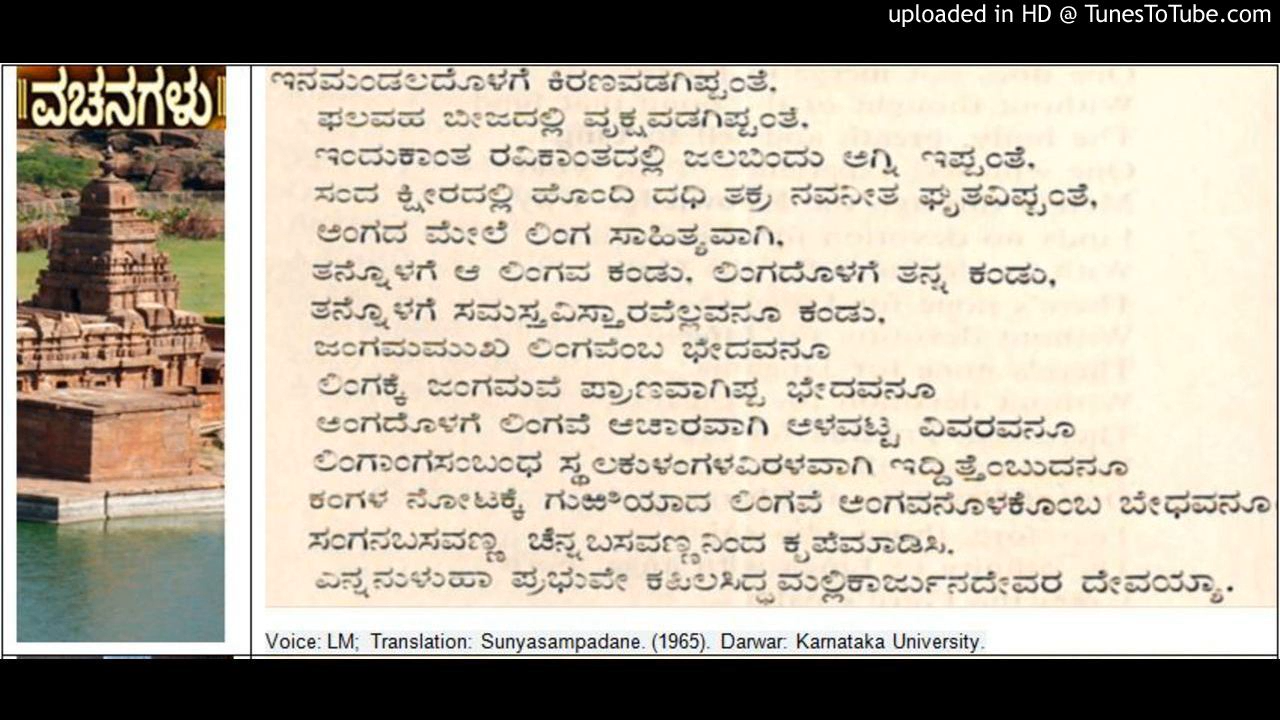 uploaded in HD @ TunesToTube.com
ವಚನಗಳು
ಇನಮಂಡಲದೊಳಗೆ ಕಿರಣವಡಗಿಪ್ಪಂತೆ.
ಫಲವಹ ಬೀಜದಲ್ಲಿ ವೃಕ್ಷವಡಗಿಪ್ಪಂತೆ.
ಇಂದುಕಾಂತ ರವಿಕಾಂತದಲ್ಲಿ ಜಲಬಿಂದು ಅಗ್ನಿ ಇಪ್ಪಂತೆ.
ಸಂದ ಕ್ಷೀರದಲ್ಲಿ ಹೊಂದಿ ದಧಿ ತಕ್ರ ನವನೀತ ಘೃತವಿಪ್ಪಂತೆ,
ಅಂಗದ ಮೇಲೆ ಲಿಂಗ ಸಾಹಿತ್ಯವಾಗಿ,
ತನ್ನೊಳಗೆ ಆ ಲಿಂಗವ ಕಂಡು, ಲಿಂಗದೊಳಗೆ ತನ್ನ ಕಂಡು,
ತನ್ನೊಳಗೆ ಸಮಸ್ತವಿಸ್ತಾರವೆಲ್ಲವನೂ ಕಂಡು,
ಜಂಗಮಮುಖ ಲಿಂಗವೆಂಬ ಭೇದವನೂ
ಲಿಂಗಕ್ಕೆ ಜಂಗಮವೆ ಪ್ರಾಣವಾಗಿಪ್ಪ ಭೇದವನೂ
ಅಂಗದೊಳಗೆ ಲಿಂಗವೆ ಆಚಾರವಾಗಿ ಅಳವಟ್ಟ ವಿವರವನೂ
ಲಿಂಗಾಂಗಸಂಬಂಧ ಸ್ಥಲಕುಳಂಗಳವಿರಳವಾಗಿ ಇದ್ದಿತ್ತೆಂಬುದನೂ
ಕಂಗಳ ನೋಟಕ್ಕೆ ಗುಱಿಯಾದ ಲಿಂಗವೆ ಅಂಗವನೊಳಕೊಂಬ ಬೇಧವನೂ
ಸಂಗನಬಸವಣ್ಣ ಚೆನ್ನಬಸವಣ್ಣನಿಂದ ಕೃಪೆಮಾಡಿಸಿ.
ಎನ್ನನುಳುಹಾ ಪ್ರಭುವೇ ಕಪಿಲಸಿದ್ಧಮಲ್ಲಿಕಾರ್ಜುನದೇವರ ದೇವಯ್ಯಾ.
Voice: LM; Translation: Sunyasampadane. (1965). Darwar: Karnataka University.